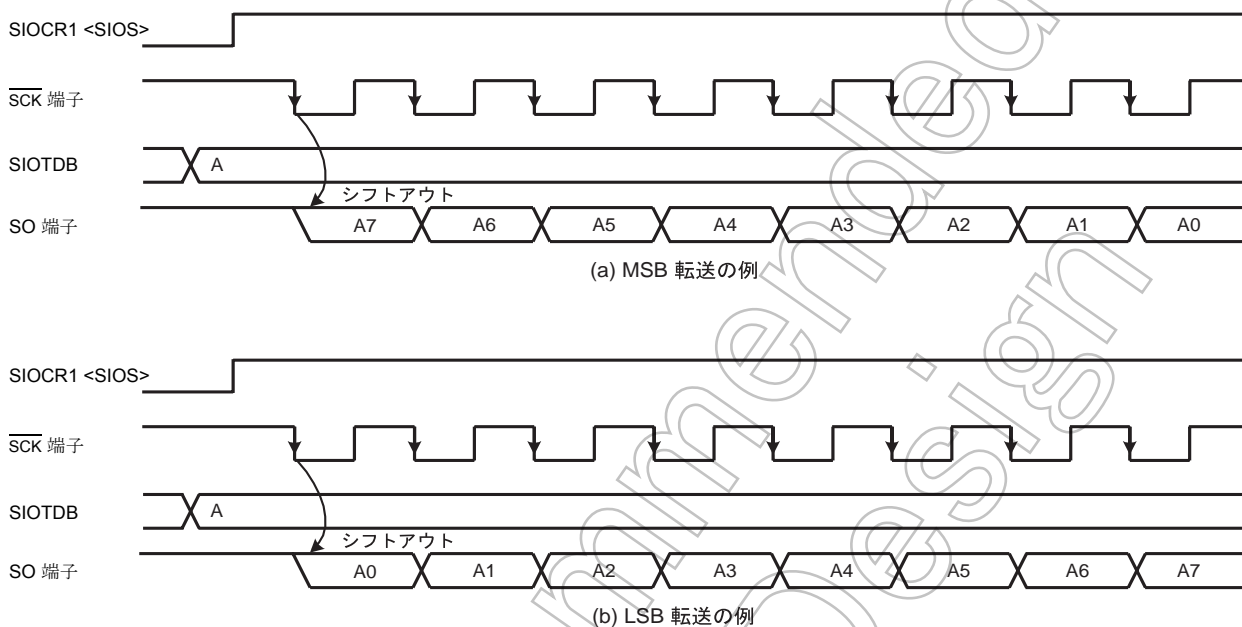 SIOCR1 <SIOS>
SCK 端子
SIOTDB
A
シフトアウト
SO 端子
A7 A6 A5 A4 A3 A2 A1 A0
(a) MSB 転送の例
SIOCR1 <SIOS>
SCK 端子
SIOTDB
A
シフトアウト
SO 端子
A0 A1 A2 A3 A4 A5 A6 A7
(b) LSB 転送の例